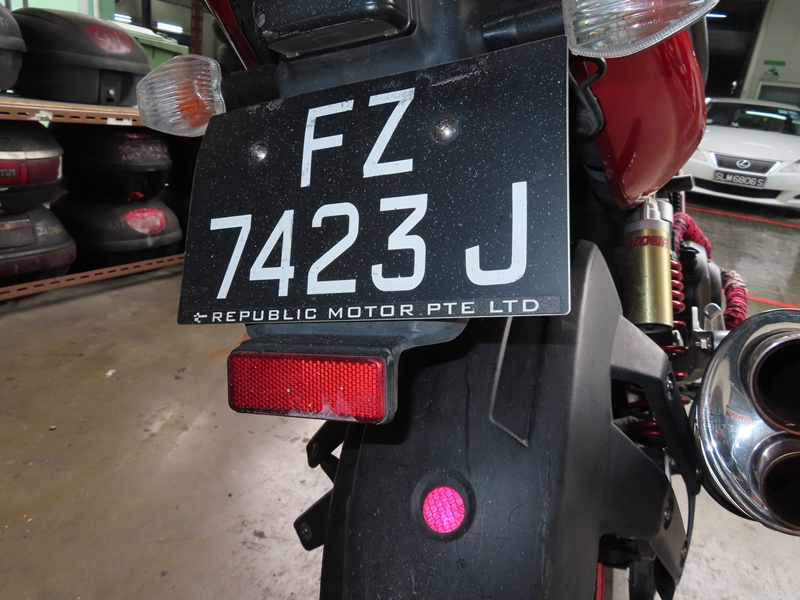 FZ
7423 J
REPUBLIC MOTOR PTE LTD
SLM6806S